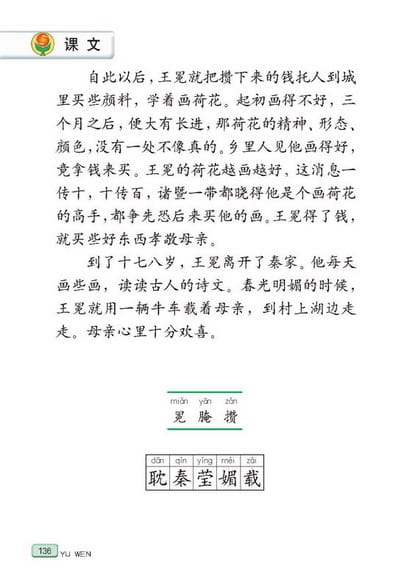 课文
自此以后，王冕就把攒下来的钱托人到城
里买些颜料，学着画荷花。起初画得不好，三
个月之后，便大有长进，那荷花的精神、形态、
颜色，没有一处不像真的。乡里人见他画得好，
竟拿钱来买。王冕的荷花越画越好，这消息一
传十，十传百，诸暨一带都晓得他是个画荷花
的高手，都争先恐后来买他的画。王冕得了钱，
就买些好东西孝敬母亲。
到了十七八岁，王冕离开了秦家。他每天
画些画，读读古人的诗文。春光明媚的时候，
王冕就用一辆牛车载着母亲，到村上湖边走
走。母亲心里十分欢喜。
miǎn yān zǎn
冕 腌 攒
dān qín yíng mèi zài
耽 秦 莹 媚 载
136 YU WEN